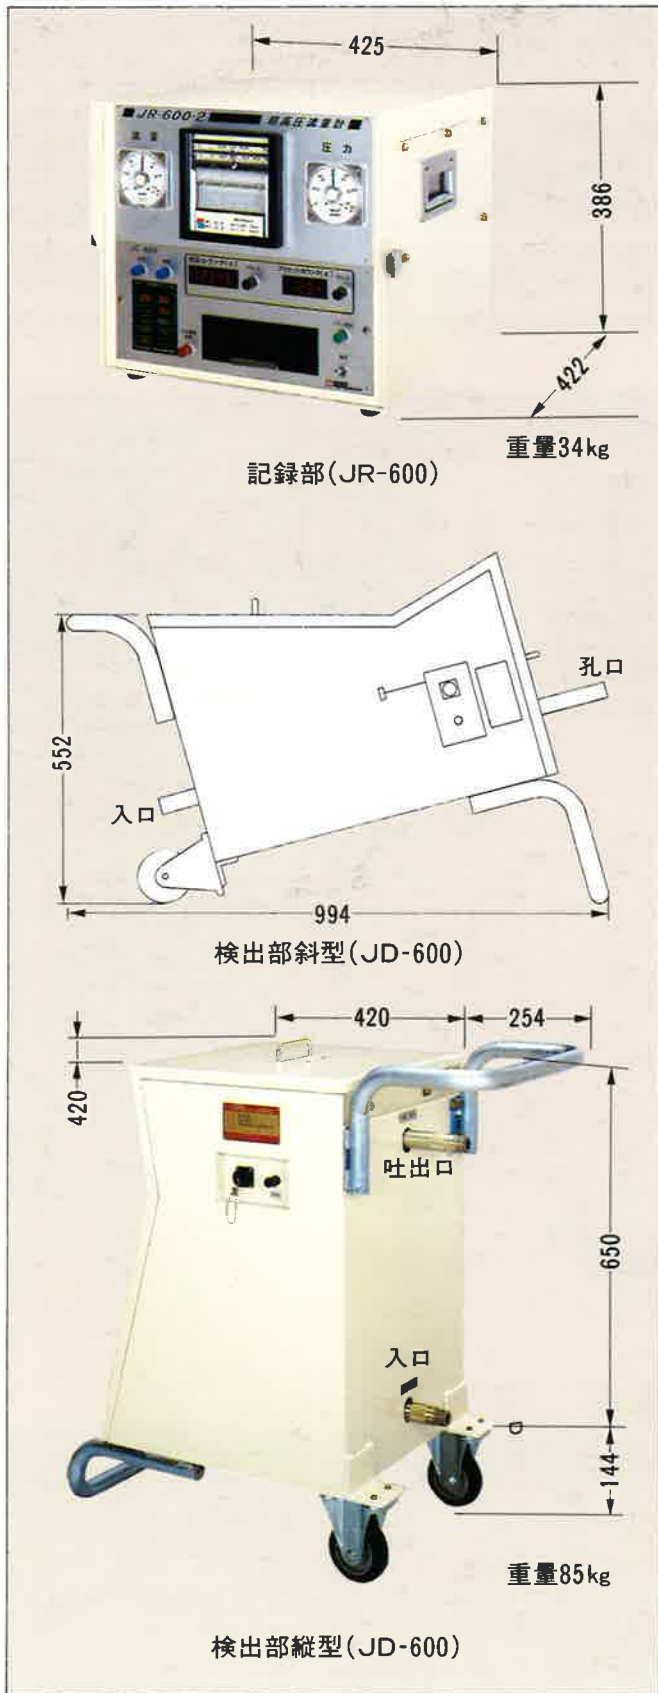 425
JR-600-2 超高圧流量計
流量
圧力
386
422
重量34kg
記録部(JR-600)
孔口
552
入口
994
検出部斜型(JD-600)
420
254
420
吐出口
650
入口
144
重量85kg
検出部縦型(JD-600)